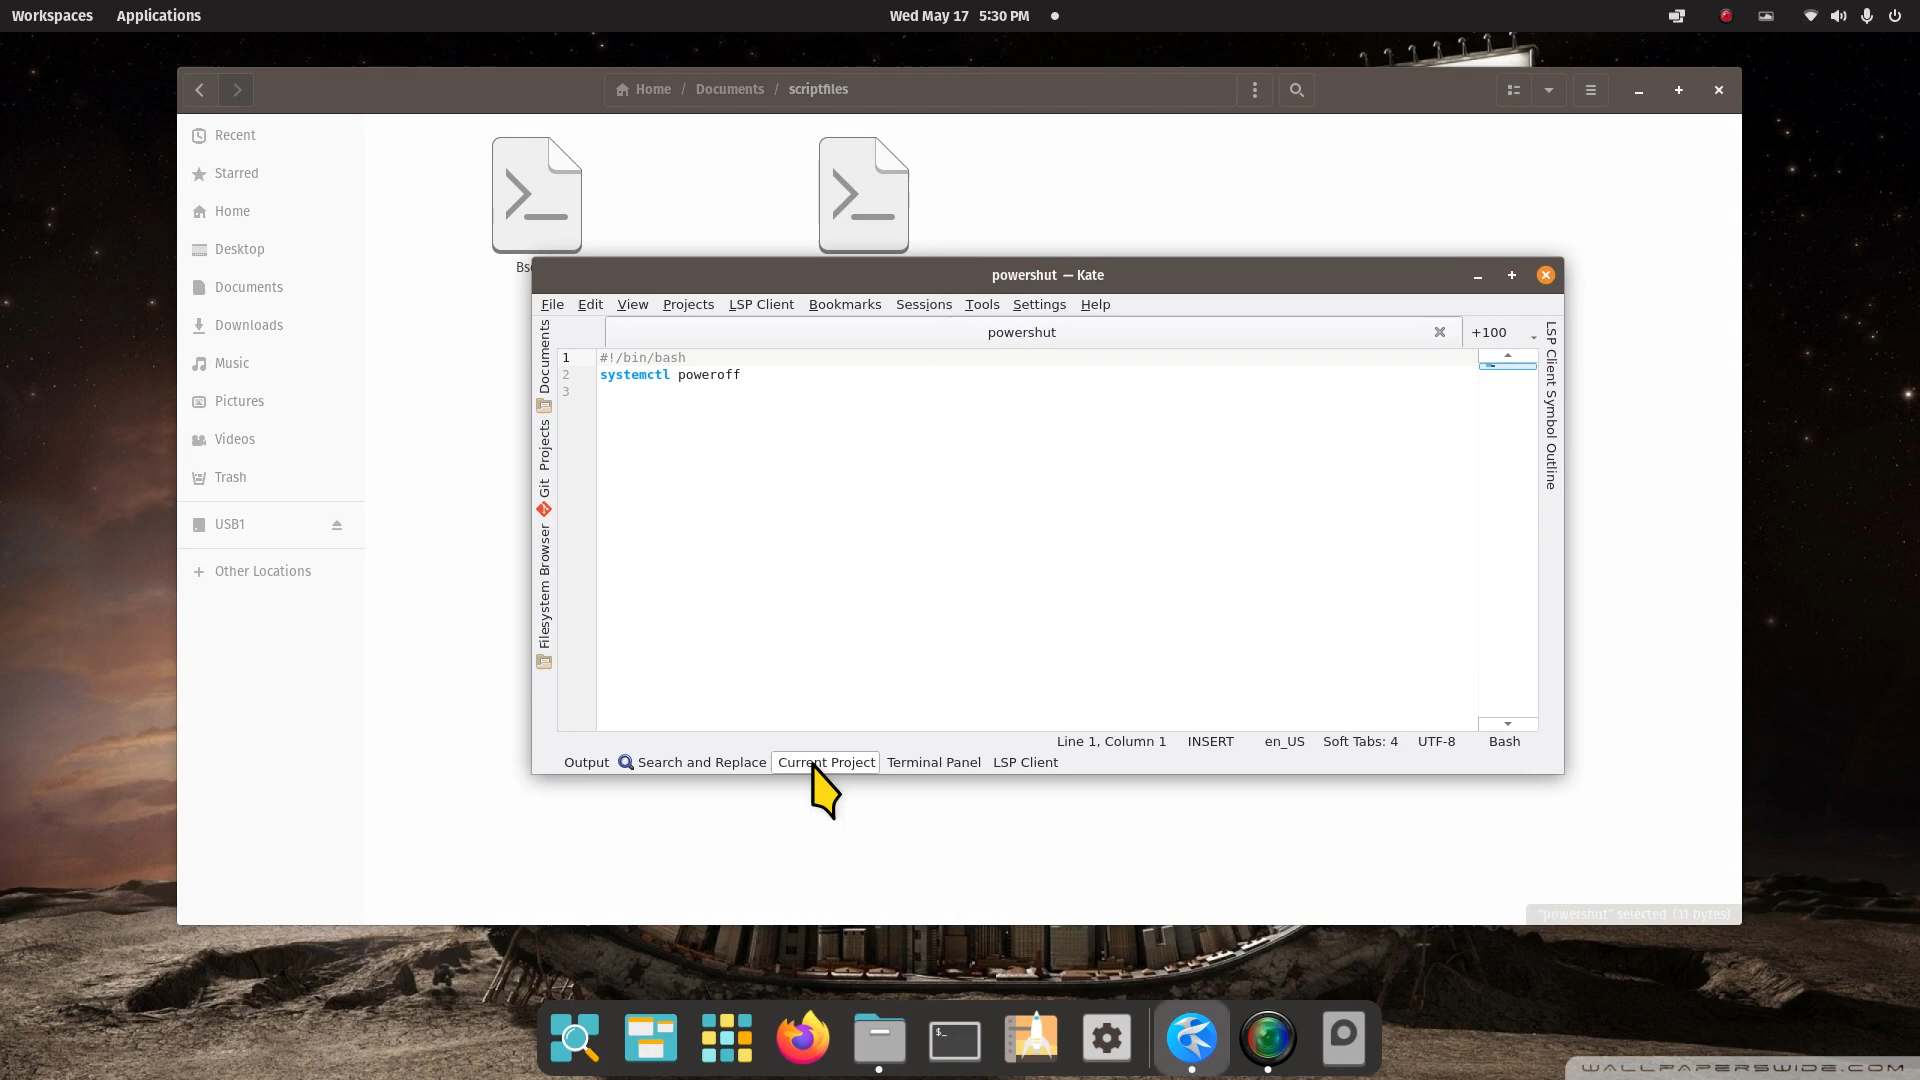 Workspaces Applications Wed May 17 5:30 PM
Home / Documents / scriptfiles
Recent
Starred
Home
Desktop
Documents
Downloads
Music
Pictures
Videos
Trash
USB1
Other Locations
powershut — Kate
File Edit View Projects LSP Client Bookmarks Sessions Tools Settings Help
powershut +100
1 #!/bin/bash
2 systemctl poweroff
3
Documents
Projects
Git
Filesystem Browser
LSP Client Symbol Outline
Line 1, Column 1 INSERT en_US Soft Tabs: 4 UTF-8 Bash
Output Search and Replace Current Project Terminal Panel LSP Client
"powershut" selected (31 bytes)
$_
WALLPAPERSWIDE.COM